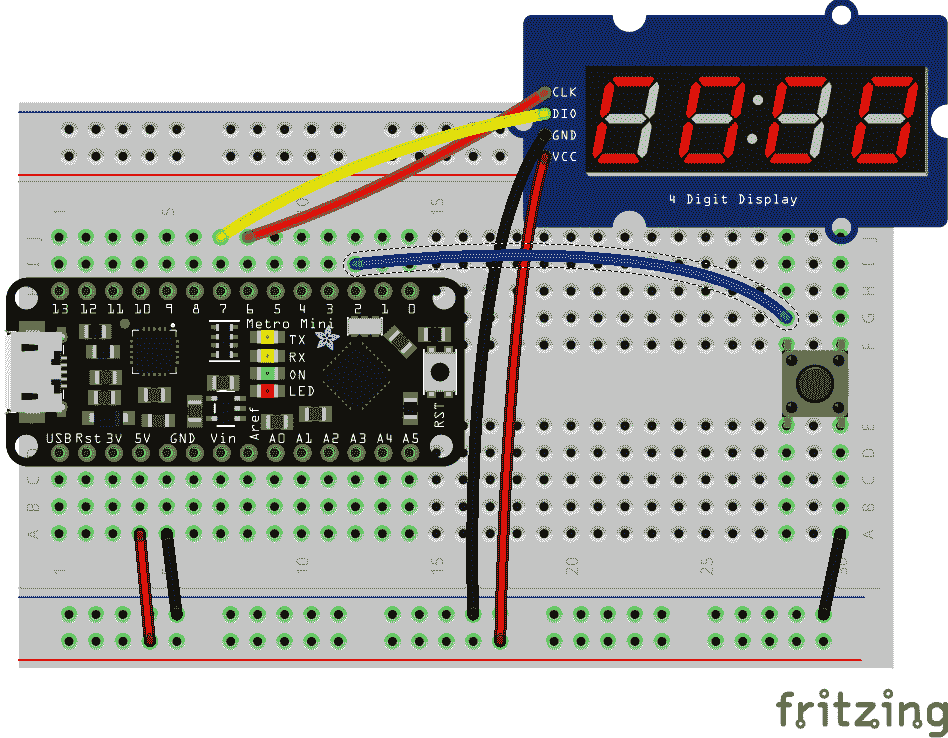 CLK
DIO
GND
VCC
4 Digit Display
1 5 10 15
J J
I I
H
G
F
13 12 11 10 9 8 7 6 5 4 3 2 1 0
Metro Mini
TX
RX
ON
LED
RST
Aref
USB Rst 3V 5V GND Vin A0 A1 A2 A3 A4 A5
E
D
C C
B B
A A
1 10 15 20 25 30
fritzing